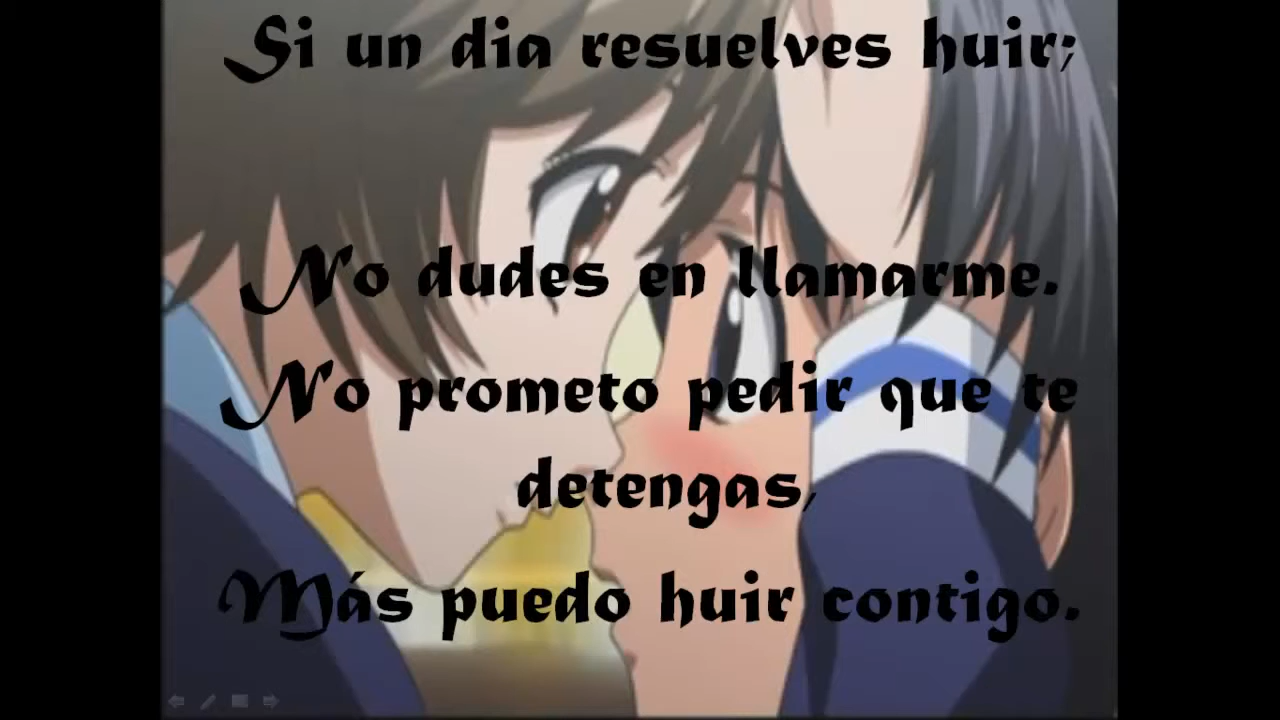 Si un dia resuelves huir;
No dudes en llamarme.
No prometo pedir que te
detengas,
Más puedo huir contigo.